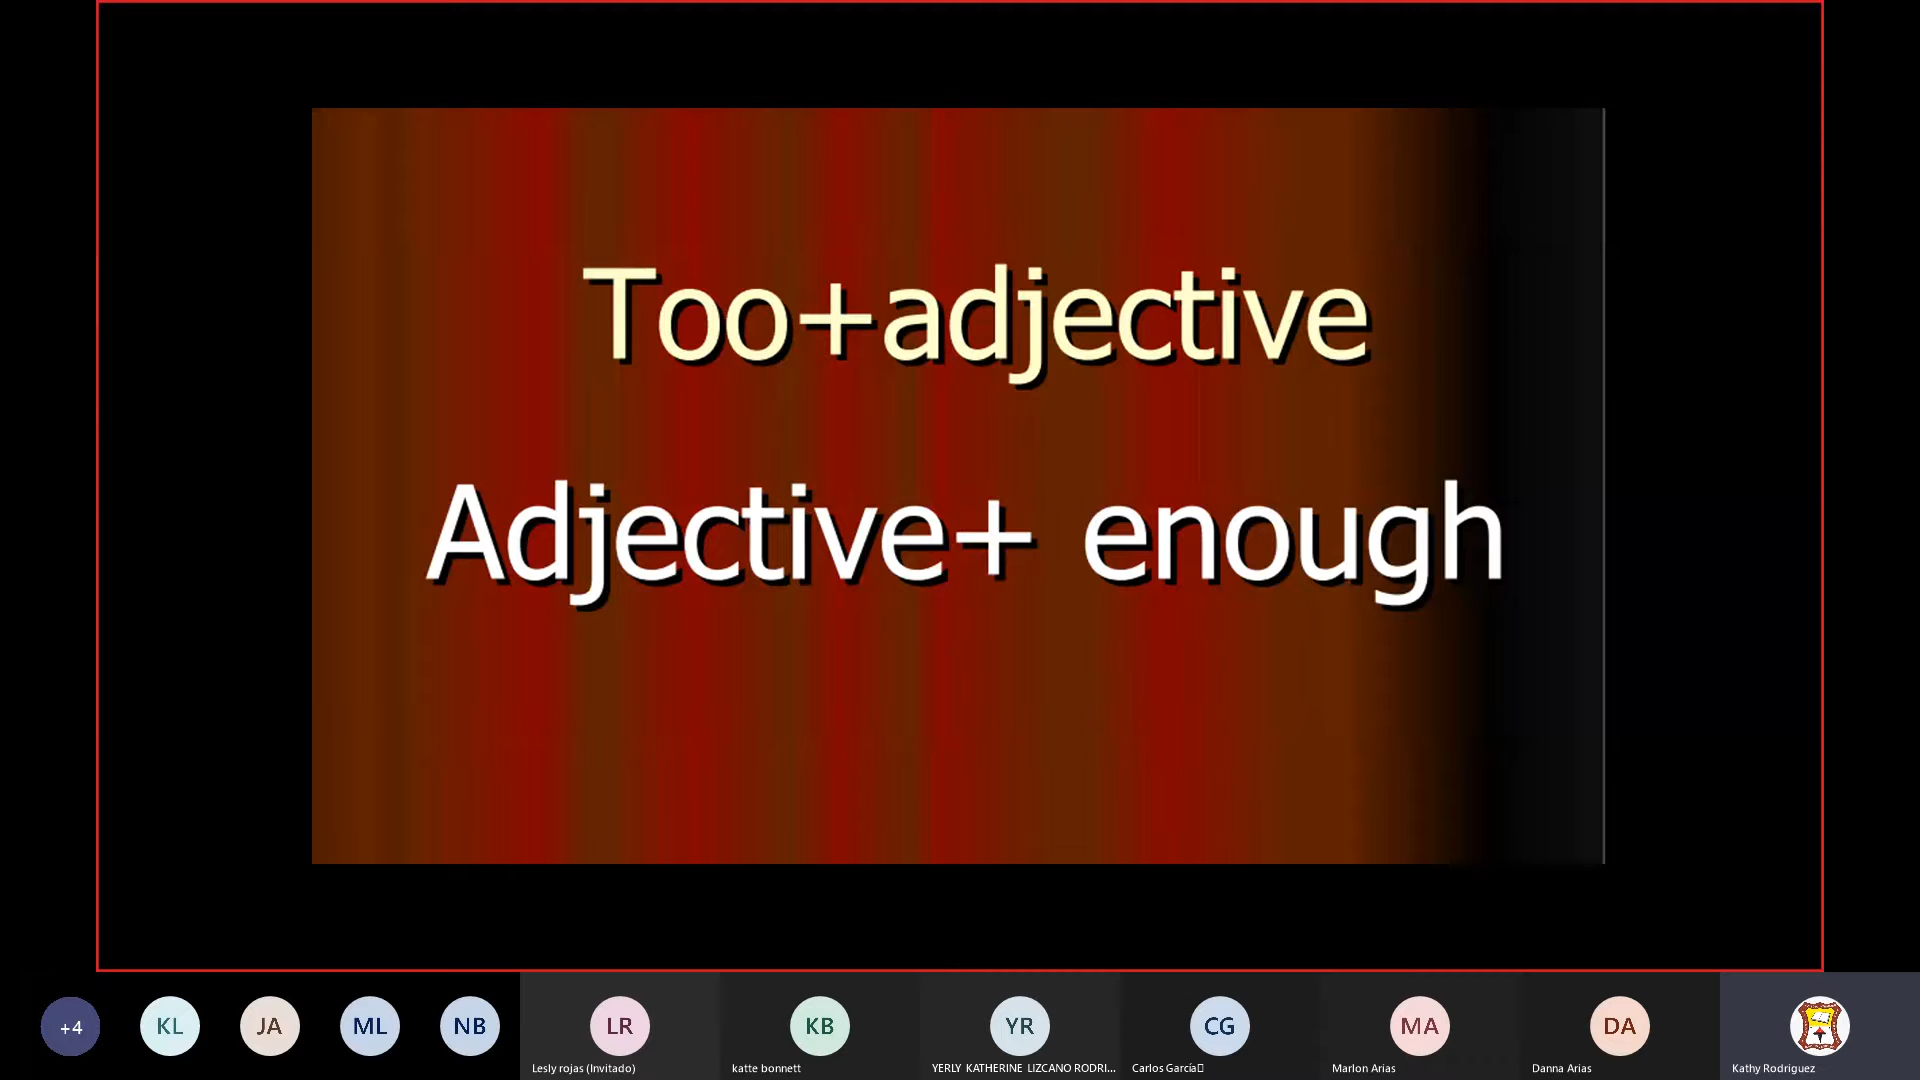 Too+adjective
Adjective+ enough
+4
KL
JA
ML
NB
LR
KB
YR
CG
MA
DA
Lesly rojas (Invitado)
katte bonnett
YERLY KATHERINE LIZCANO RODRI...
Carlos García
Marlon Arias
Danna Arias
Kathy Rodriguez